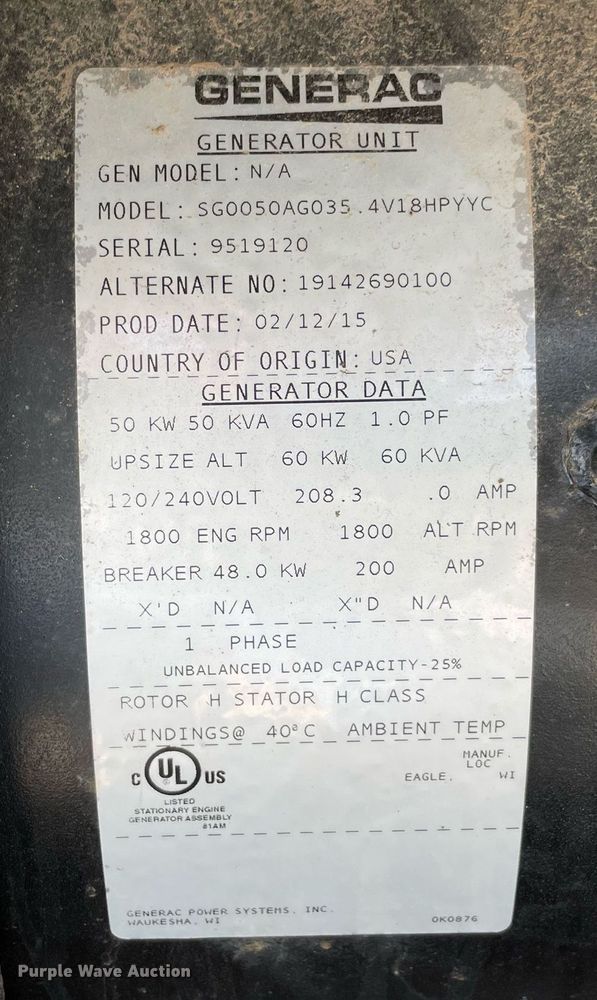 GENERAC
GENERATOR UNIT
GEN MODEL: N/A
MODEL: SG0050AG035.4V18HPYYC
SERIAL: 9519120
ALTERNATE NO: 19142690100
PROD DATE: 02/12/15
COUNTRY OF ORIGIN: USA
GENERATOR DATA
50 KW 50 KVA 60HZ 1.0 PF
UPSIZE ALT 60 KW 60 KVA
120/240VOLT 208.3 .0 AMP
1800 ENG RPM 1800 ALT RPM
BREAKER 48.0 KW 200 AMP
X'D N/A X"D N/A
1 PHASE
UNBALANCED LOAD CAPACITY-25%
ROTOR H STATOR H CLASS
WINDINGS@ 40°C AMBIENT TEMP
C UL ® US
LISTED
STATIONARY ENGINE
GENERATOR ASSEMBLY
81AM
MANUF.
LOC
EAGLE, WI
GENERAC POWER SYSTEMS, INC.
WAUKESHA, WI
0K0876
Purple Wave Auction